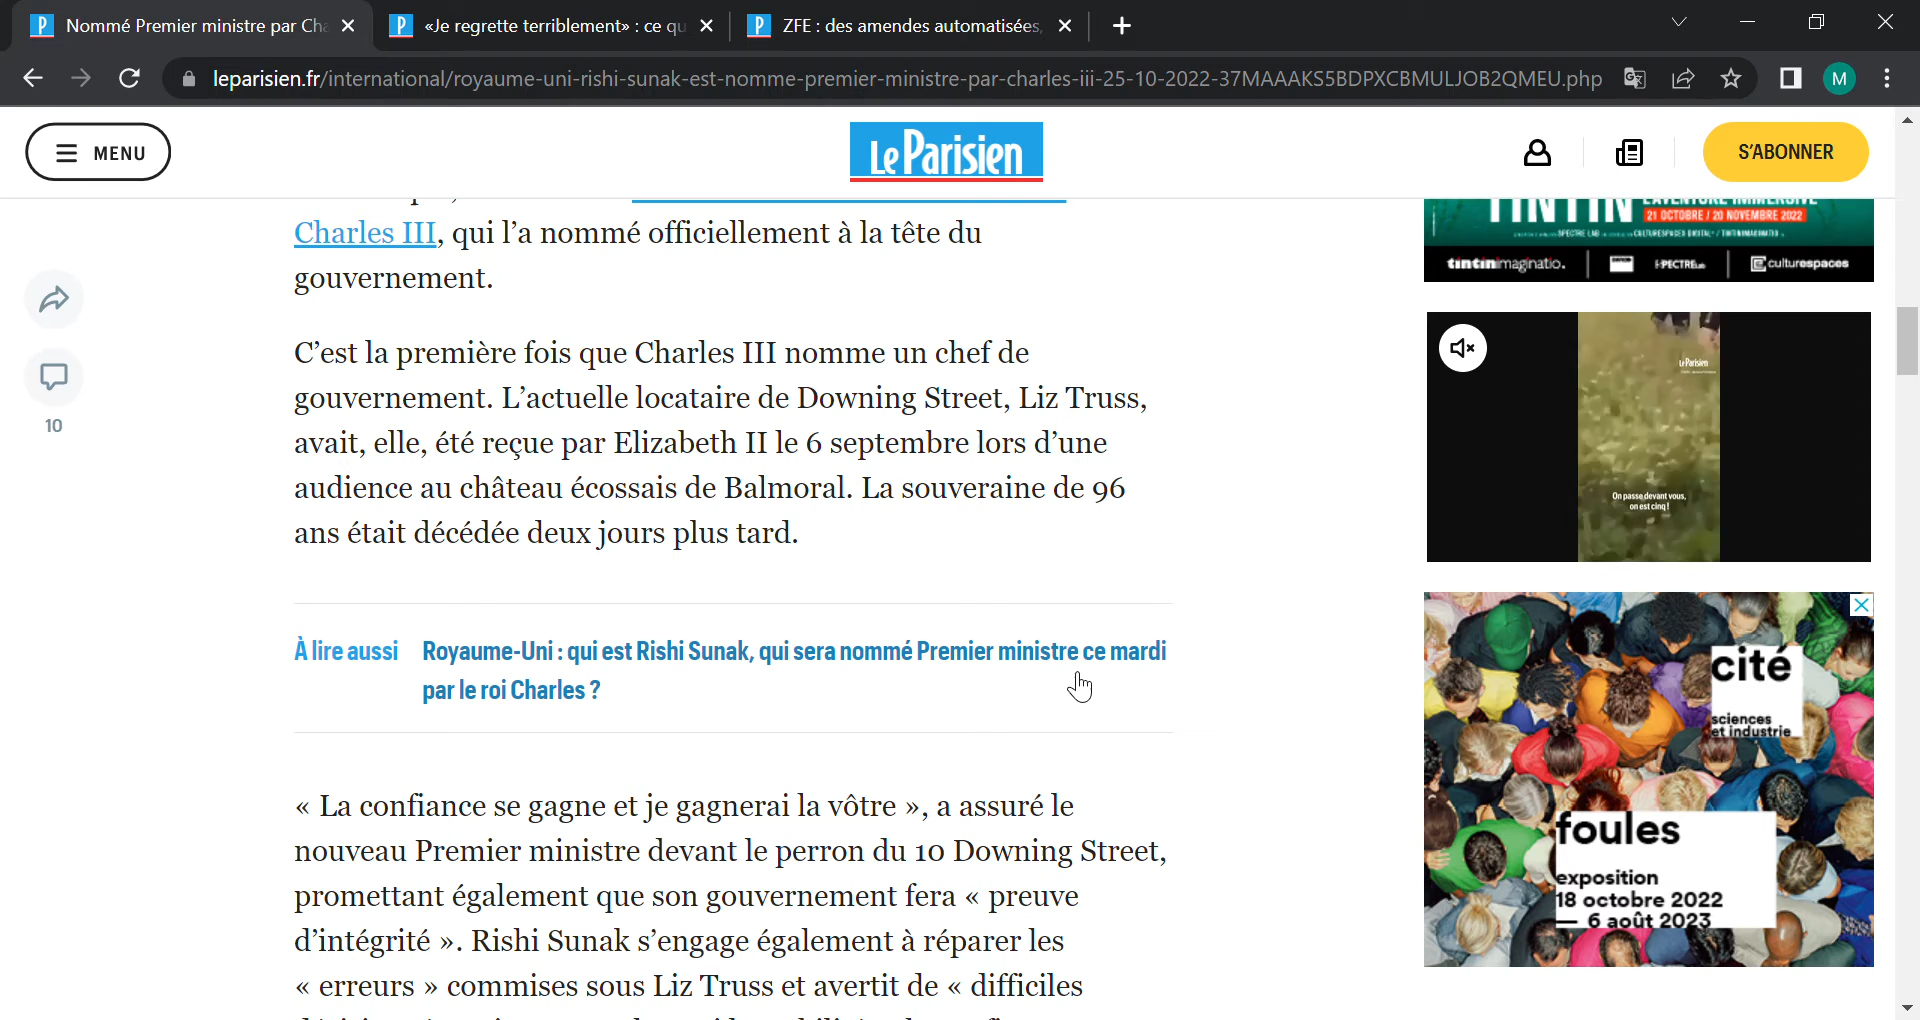 Nommé Premier ministre par Cha
«Je regrette terriblement» : ce qu
ZFE : des amendes automatisées,
leparisien.fr/international/royaume-uni-rishi-sunak-est-nomme-premier-ministre-par-charles-iii-25-10-2022-37MAAAKS5BDPXCBMULJOB2QMEU.php
M
MENU
Le Parisien
S'ABONNER
Charles III, qui l'a nommé officiellement à la tête du
gouvernement.
10
C'est la première fois que Charles III nomme un chef de
gouvernement. L'actuelle locataire de Downing Street, Liz Truss,
avait, elle, été reçue par Elizabeth II le 6 septembre lors d'une
audience au château écossais de Balmoral. La souveraine de 96
ans était décédée deux jours plus tard.
À lire aussi Royaume-Uni : qui est Rishi Sunak, qui sera nommé Premier ministre ce mardi
par le roi Charles ?
« La confiance se gagne et je gagnerai la vôtre », a assuré le
nouveau Premier ministre devant le perron du 10 Downing Street,
promettant également que son gouvernement fera « preuve
d'intégrité ». Rishi Sunak s'engage également à réparer les
« erreurs » commises sous Liz Truss et avertit de « difficiles
TINTIN L'AVENTURE IMMERSIVE
21 OCTOBRE / 20 NOVEMBRE 2022
tintinimaginatio.
SPECTRE
culturespaces
Le Parisien
On passe devant vous,
on est cinq !
cité
sciences
et industrie
foules
exposition
18 octobre 2022
— 6 août 2023